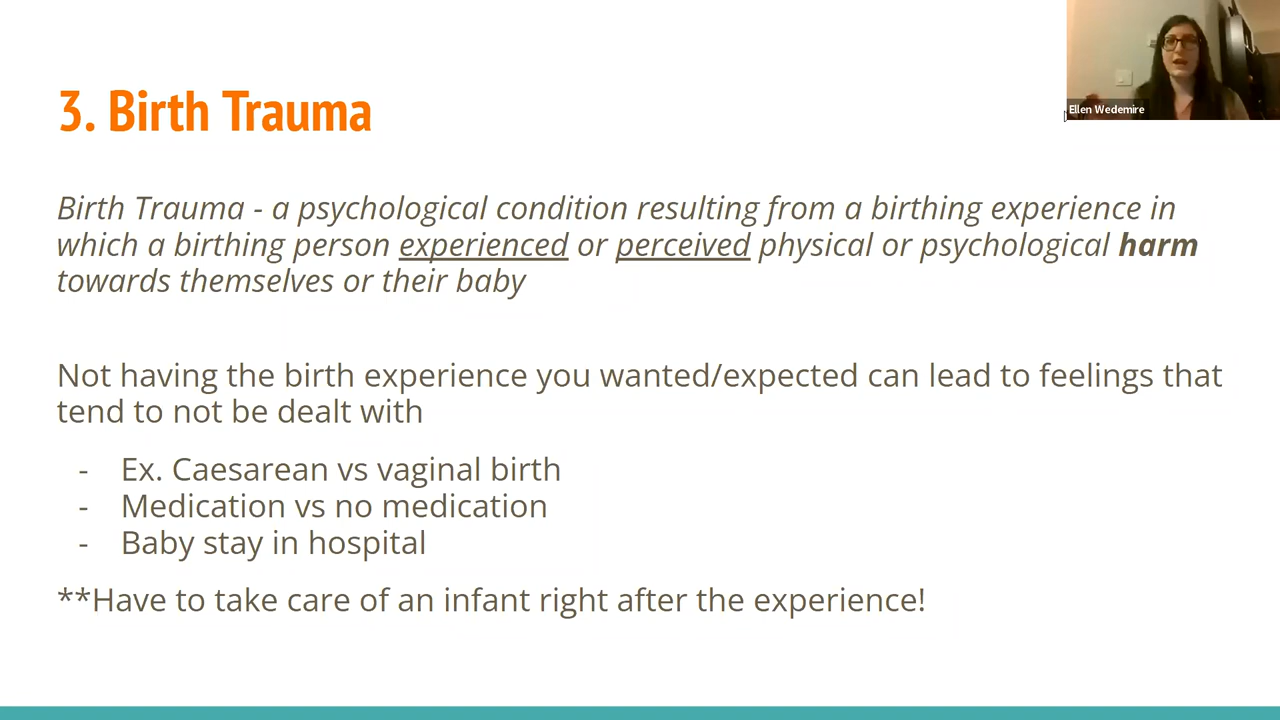 3. Birth Trauma
Ellen Wedemire
Birth Trauma - a psychological condition resulting from a birthing experience in
which a birthing person experienced or perceived physical or psychological harm
towards themselves or their baby
Not having the birth experience you wanted/expected can lead to feelings that
tend to not be dealt with
- Ex. Caesarean vs vaginal birth
- Medication vs no medication
- Baby stay in hospital
**Have to take care of an infant right after the experience!